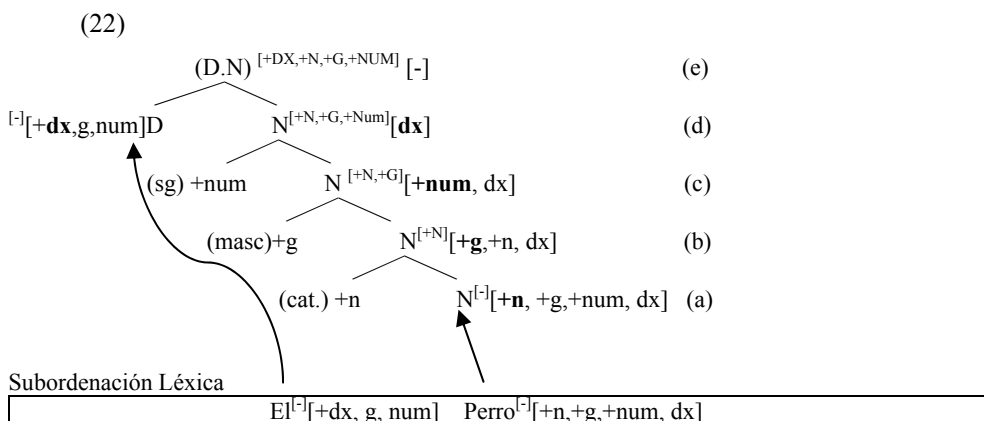 (22)
(D.N) [+DX,+N,+G,+NUM] [-] (e)
[-][+dx,g,num]D N[+N,+G,+Num][dx] (d)
(sg) +num N [+N,+G][+num, dx] (c)
(masc)+g N[+N][+g,+n, dx] (b)
(cat.) +n N[-][+n, +g,+num, dx] (a)
Subordenación Léxica
El[-][+dx, g, num] Perro[-][+n,+g,+num, dx]